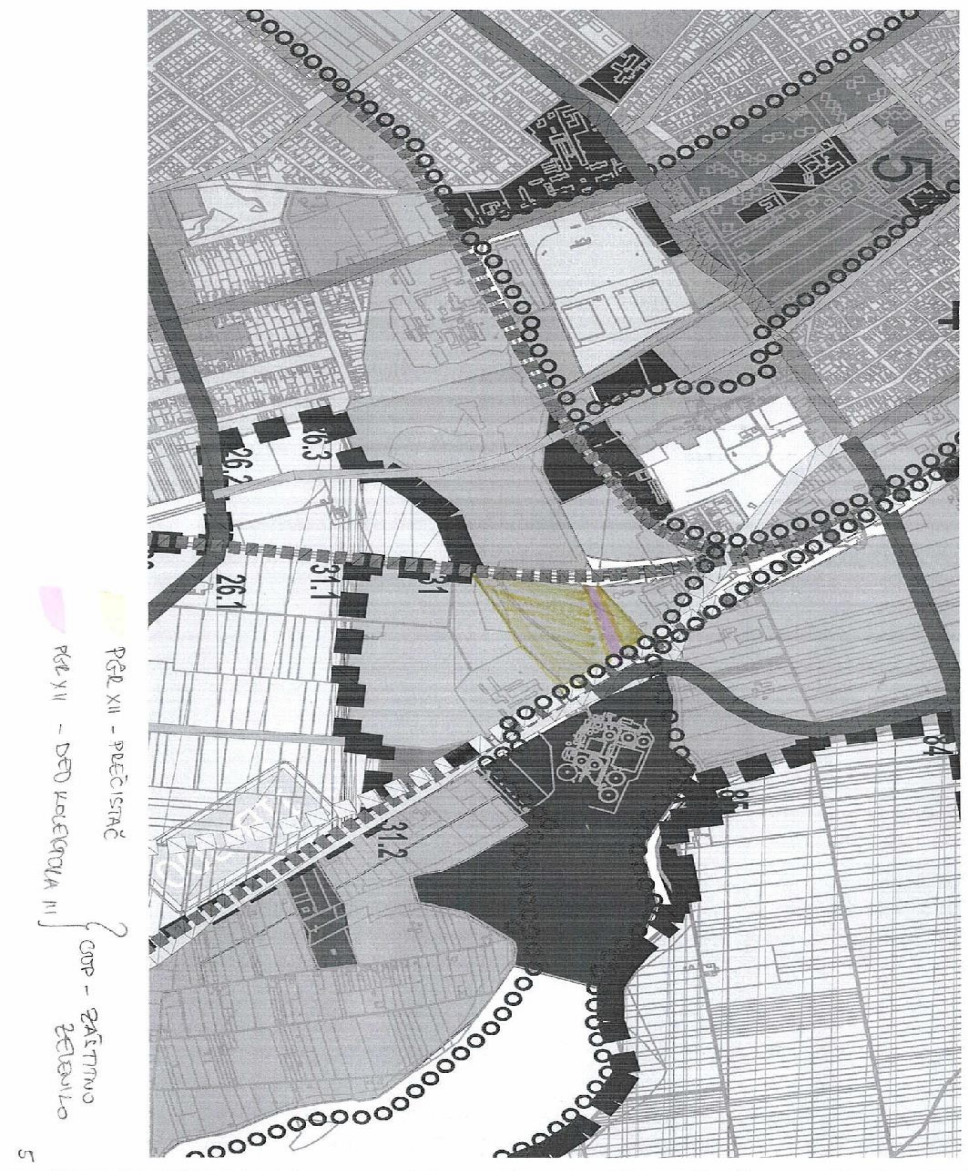 5
26.3
26.2
26.1
31.1
31
84
85
31.2
PGR XII - PREČISTAČ
PGR XII - DEO KOLEKTORA III
GUP - ZAŠTITNO
ZELENILO
5